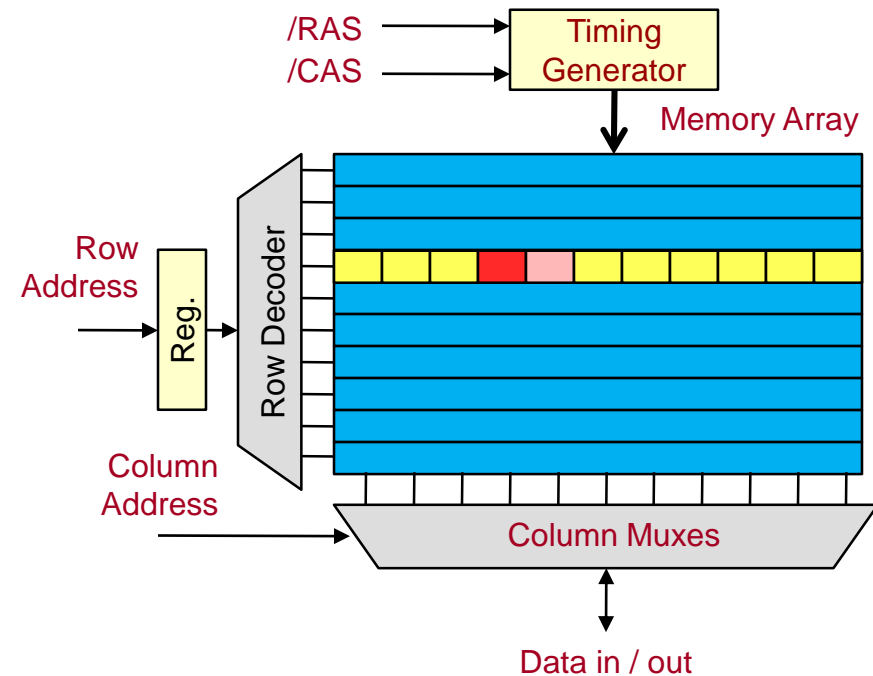 /RAS
/CAS
Timing
Generator
Memory Array
Row
Address
Reg.
Row Decoder
Column
Address
Column Muxes
Data in / out